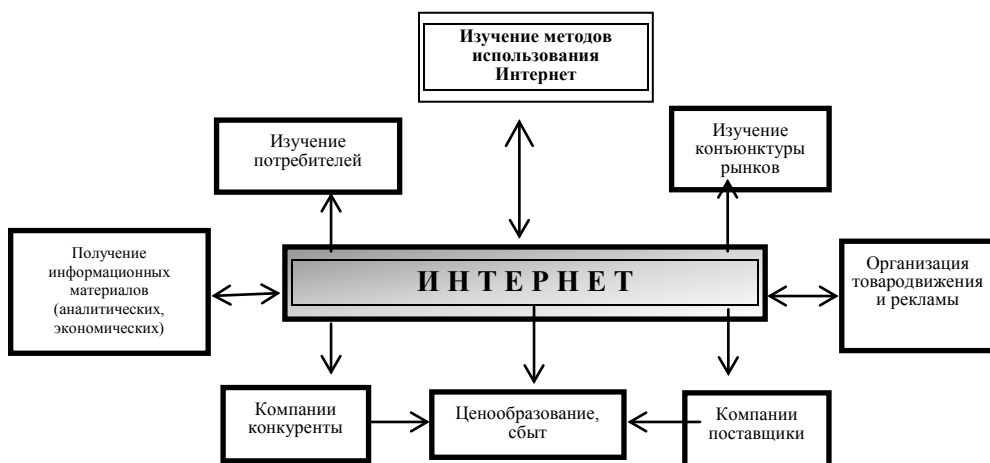 Изучение методов
использования
Интернет
Изучение
потребителей
Изучение
конъюнктуры
рынков
Получение
информационных
материалов
(аналитических,
экономических)
И Н Т Е Р Н Е Т
Организация
товародвижения
и рекламы
Компании
конкуренты
Ценообразование,
сбыт
Компании
поставщики